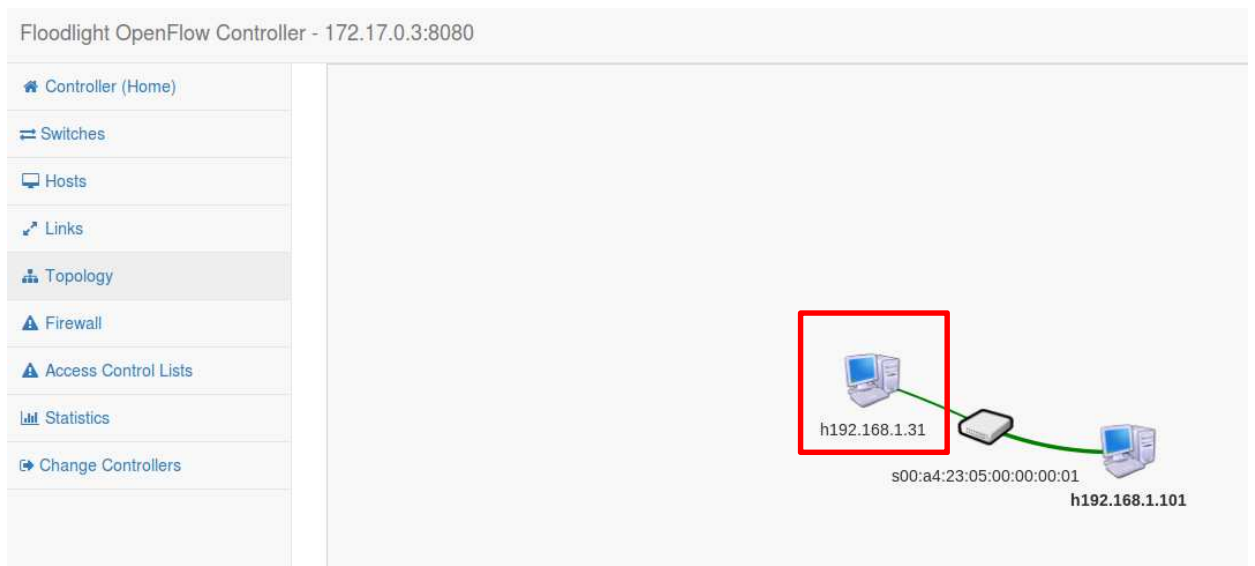 Floodlight OpenFlow Controller - 172.17.0.3:8080
Controller (Home)
Switches
Hosts
Links
Topology
Firewall
Access Control Lists
Statistics
Change Controllers
h192.168.1.31
s00:a4:23:05:00:00:00:01
h192.168.1.101